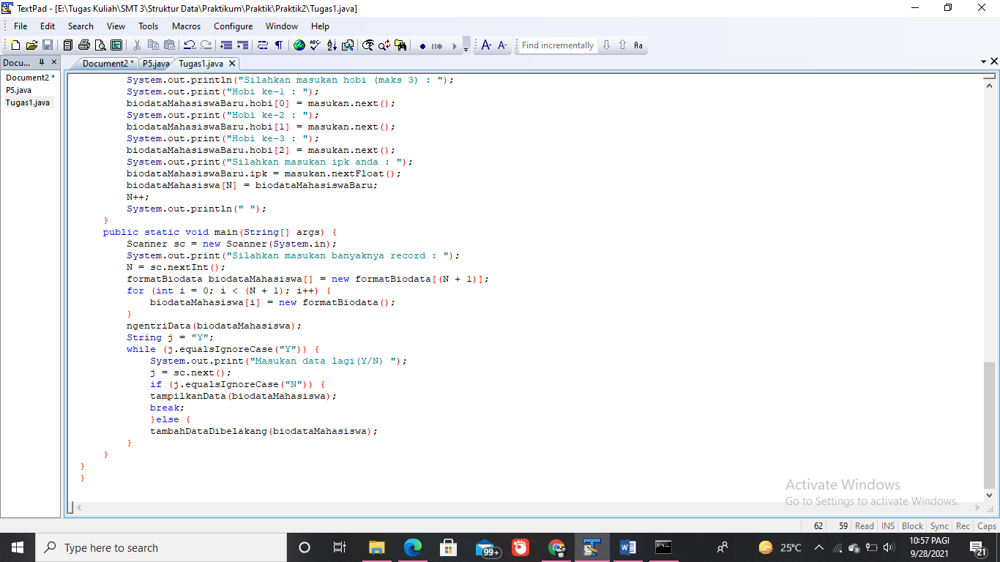 TextPad - [E:\Tugas Kuliah\SMT 3\Struktur Data\Praktikum\Praktik\Praktik2\Tugas1.java]
File Edit Search View Tools Macros Configure Window Help
Find incrementally
Docu...
Document2 * P5.java Tugas1.java
Document2 *
P5.java
Tugas1.java
System.out.println("Silahkan masukan hobi (maks 3) : ");
System.out.print("Hobi ke-1 : ");
biodataMahasiswaBaru.hobi[0] = masukan.next();
System.out.print("Hobi ke-2 : ");
biodataMahasiswaBaru.hobi[1] = masukan.next();
System.out.print("Hobi ke-3 : ");
biodataMahasiswaBaru.hobi[2] = masukan.next();
System.out.print("Silahkan masukan ipk anda : ");
biodataMahasiswaBaru.ipk = masukan.nextFloat();
biodataMahasiswa[N] = biodataMahasiswaBaru;
N++;
System.out.println(" ");
}
public static void main(String[] args) {
Scanner sc = new Scanner(System.in);
System.out.print("Silahkan masukan banyaknya record : ");
N = sc.nextInt();
formatBiodata biodataMahasiswa[] = new formatBiodata[(N + 1)];
for (int i = 0; i < (N + 1); i++) {
biodataMahasiswa[i] = new formatBiodata();
}
ngentriData(biodataMahasiswa);
String j = "Y";
while (j.equalsIgnoreCase("Y")) {
System.out.print("Masukan data lagi(Y/N) ");
j = sc.next();
if (j.equalsIgnoreCase("N")) {
tampilkanData(biodataMahasiswa);
break;
}else {
tambahDataDibelakang(biodataMahasiswa);
}
}
}
}
Activate Windows
Go to Settings to activate Windows.
62 59 Read INS Block Sync Rec Caps
Type here to search
99+
25°C
10:57 PAGI
9/28/2021
21